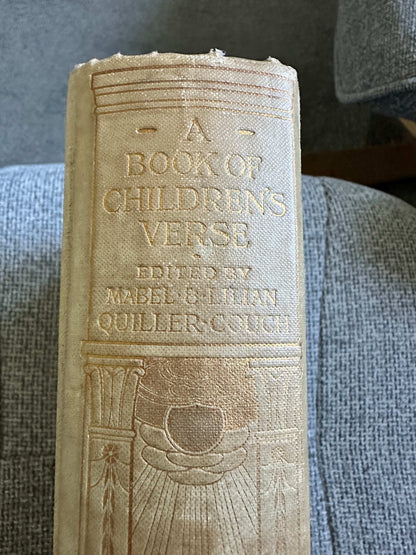 - A -
BOOK OF
CHILDREN'S
VERSE
EDITED BY
MABEL & LILIAN
QUILLER·COUCH